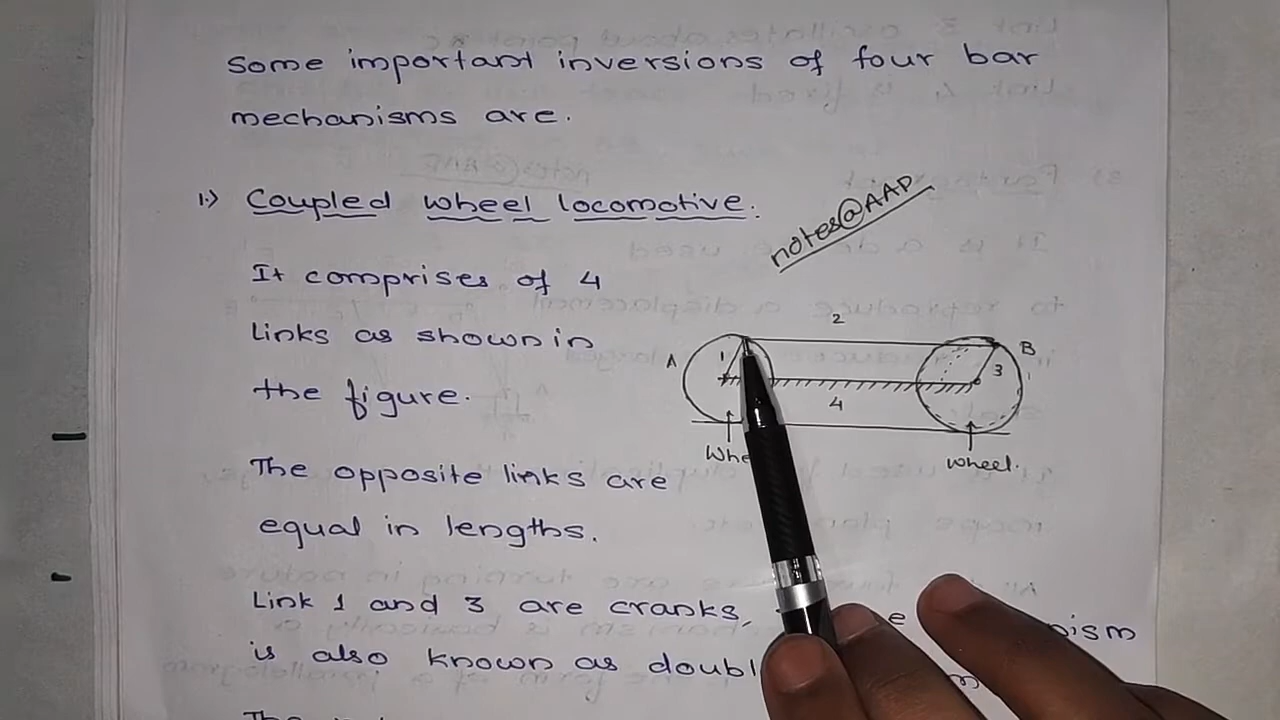 Some important inversions of four bar
mechanisms are.
1.) Coupled wheel locomotive.
notes@AAP
It comprises of 4
links as shown in
the figure.
2
A
1
B
3
4
wheel.
The opposite links are
equal in lengths.
Link 1 and 3 are cranks,
is also known as